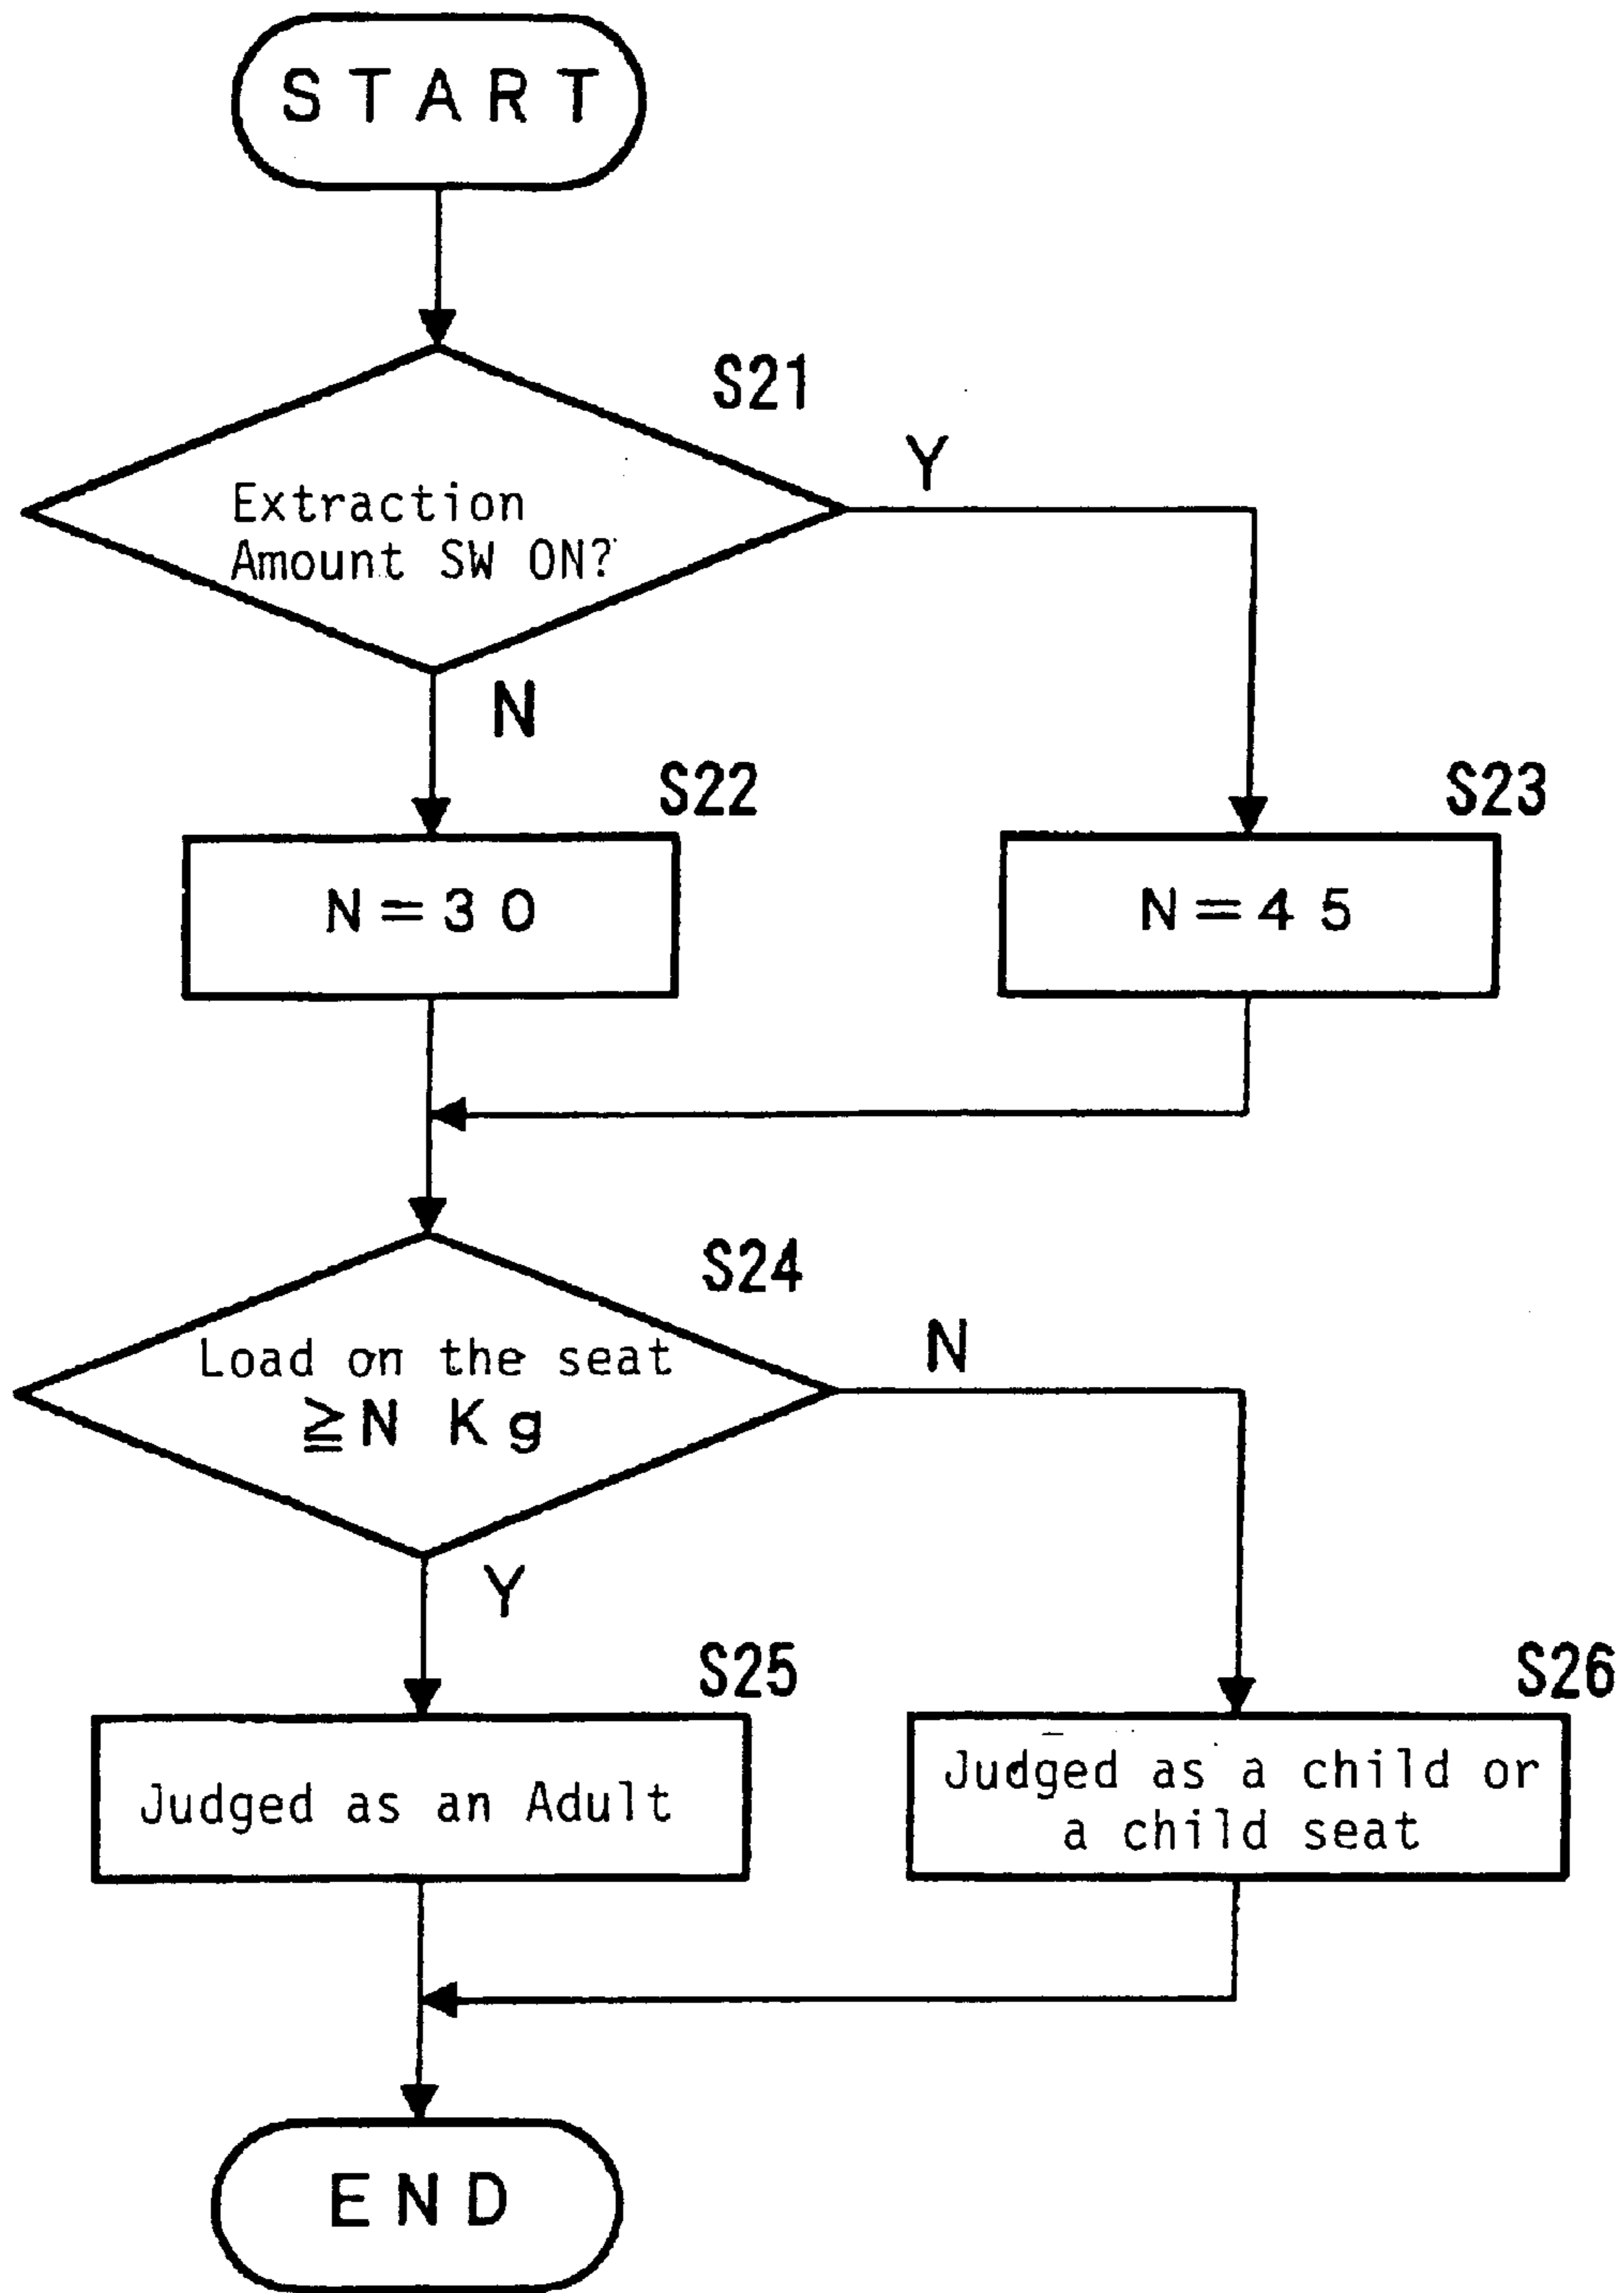 START
S21
Extraction
Amount SW ON?
Y
N
S22
S23
N=30
N=45
S24
Load on the seat
≧N Kg
N
Y
S25
S26
Judged as an Adult
Judged as a child or
a child seat
END